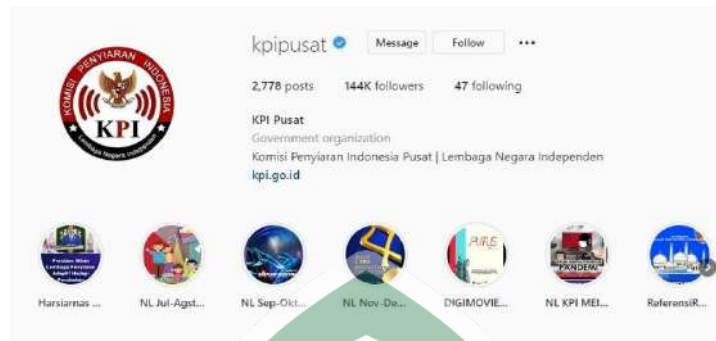 KOMISI PENYIARAN INDONESIA
KPI
Lembaga Negara Independen
kpipusat
Message
Follow
•••
2,778 posts 144K followers 47 following
KPI Pusat
Government organization
Komisi Penyiaran Indonesia Pusat | Lembaga Negara Independen
kpi.go.id
PANDEMI
Harsiarnas ...
NL Jul-Agst...
NL Sep-Okt...
NL Nov-De...
DIGIMOVIE...
NL KPI MEI...
ReferensiR...